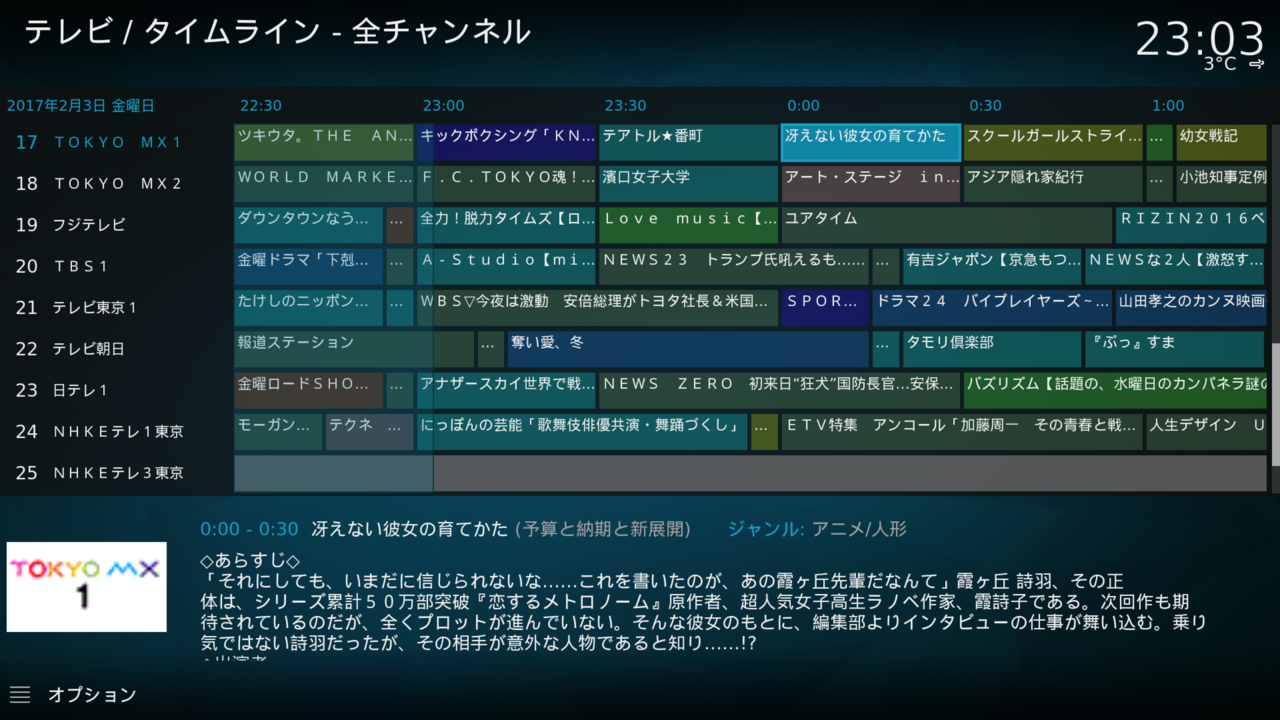 テレビ / タイムライン - 全チャンネル
23:03
3°C
2017年2月3日 金曜日 22:30 23:00 23:30 0:00 0:30 1:00
17 ＴＯＫＹＯ　ＭＸ１ ツキウタ。ＴＨＥ　ＡＮ... キックボクシング「ＫＮ... テアトル★番町 冴えない彼女の育てかた スクールガールストライ... ... 幼女戦記
18 ＴＯＫＹＯ　ＭＸ２ ＷＯＲＬＤ　ＭＡＲＫＥ... Ｆ．Ｃ．ＴＯＫＹＯ魂！... 濱口女子大学 アート・ステージ　ｉｎ... アジア隠れ家紀行 ... 小池知事定例
19 フジテレビ ダウンタウンなう... ... 全力！脱力タイムズ【ロ... Ｌｏｖｅ　ｍｕｓｉｃ【... ユアタイム ＲＩＺＩＮ２０１６ベ
20 ＴＢＳ１ 金曜ドラマ「下剋... ... Ａ-Ｓｔｕｄｉｏ【ｍｉ... ＮＥＷＳ２３　トランプ氏吠えるも…... ... 有吉ジャポン【京急もつ... ＮＥＷＳな２人【激怒す...
21 テレビ東京１ たけしのニッポン... ... ＷＢＳ▽今夜は激動　安倍総理がトヨタ社長＆米国... ＳＰＯＲ... ドラマ２４　バイプレイヤーズ～... 山田孝之のカンヌ映画
22 テレビ朝日 報道ステーション ... 奪い愛、冬 ... タモリ倶楽部 『ぷっ』すま
23 日テレ１ 金曜ロードＳＨＯ... ... アナザースカイ世界で戦... ＮＥＷＳ　ＺＥＲＯ　初来日“狂犬”国防長官…安保... バズリズム【話題の、水曜日のカンパネラ謎の
24 ＮＨＫＥテレ１東京 モーガン... テクネ　... にっぽんの芸能「歌舞伎俳優共演・舞踊づくし」 ... ＥＴＶ特集　アンコール「加藤周一　その青春と戦... 人生デザイン　Ｕ
25 ＮＨＫＥテレ３東京
0:00 - 0:30 冴えない彼女の育てかた (予算と納期と新展開) ジャンル: アニメ/人形
TOKYO MX
1
◇あらすじ◇
「それにしても、いまだに信じられないな……これを書いたのが、あの霞ヶ丘先輩だなんて」霞ヶ丘 詩羽、その正
体は、シリーズ累計５０万部突破『恋するメトロノーム』原作者、超人気女子高生ラノベ作家、霞詩子である。次回作も期
待されているのだが、全くプロットが進んでいない。そんな彼女のもとに、編集部よりインタビューの仕事が舞い込む。乗り
気ではない詩羽だったが、その相手が意外な人物であると知り……!?
オプション